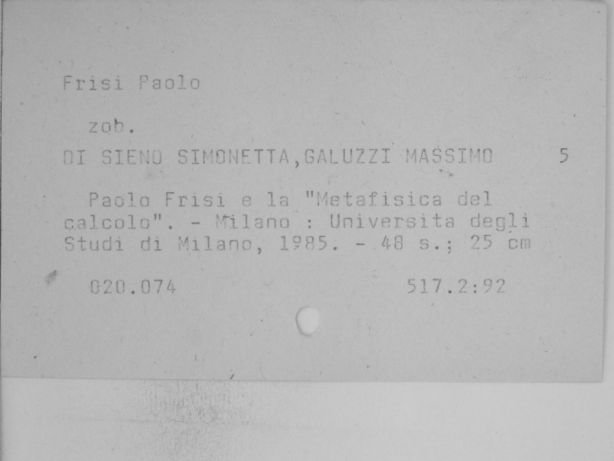 Frisi Paolo
zob.
DI SIENO SIMONETTA,GALUZZI MASSIMO 5
Paolo Frisi e la "Metafisica del
calcolo". - Milano : Universita degli
Studi di Milano, 1985. - 48 s.; 25 cm
020.074 517.2:92